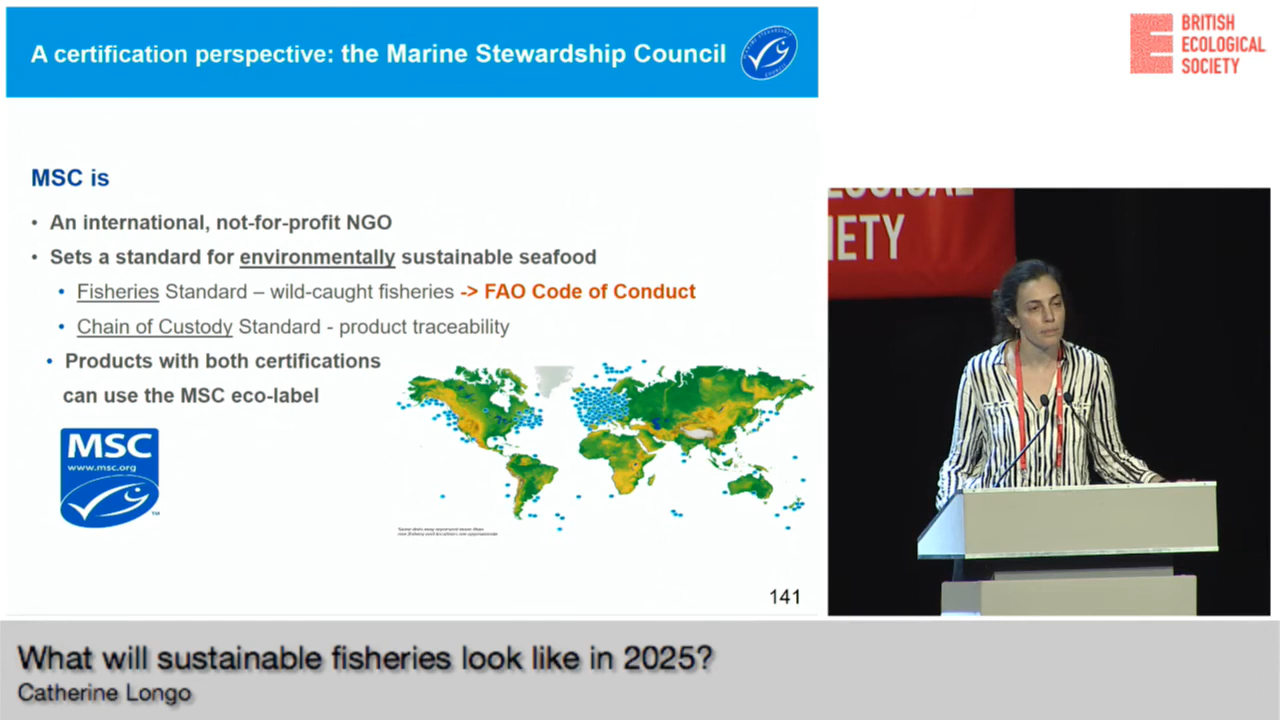 A certification perspective: the Marine Stewardship Council
BRITISH
ECOLOGICAL
SOCIETY
MSC is
• An international, not-for-profit NGO
• Sets a standard for environmentally sustainable seafood
• Fisheries Standard – wild-caught fisheries -> FAO Code of Conduct
• Chain of Custody Standard - product traceability
• Products with both certifications
can use the MSC eco-label
MSC
www.msc.org
TM
141
IETY
What will sustainable fisheries look like in 2025?
Catherine Longo